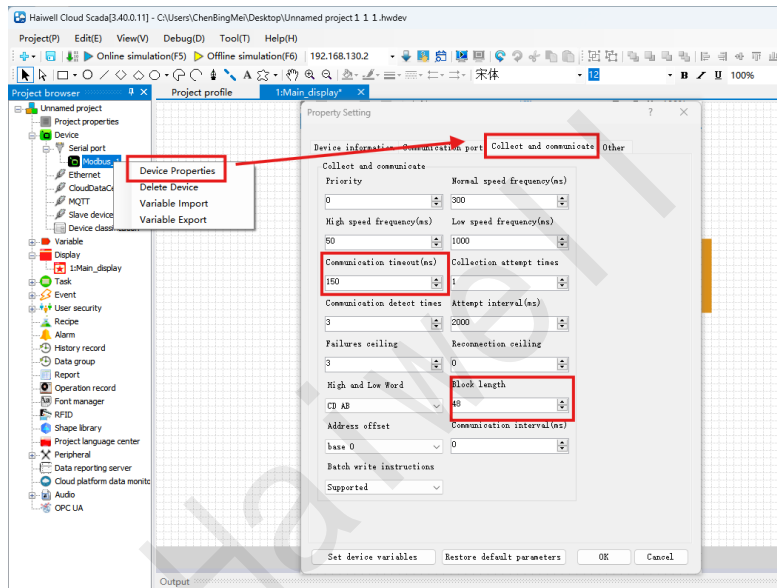 Haiwell Cloud Scada[3.40.0.11] - C:\Users\ChenBingMei\Desktop\Unnamed project 1 1 1.hwdev
Project(P) Edit(E) View(V) Debug(D) Tool(T) Help(H)
Online simulation(F5) Offline simulation(F6) 192.168.130.2
A 宋体 12 B I U 100%
Project browser Project profile 1:Main_display*
Unnamed project
Project properties
Device
Serial port
Modbus_1
Ethernet
MQTT
Slave device
Variable
Display
1:Main_display
Task
Event
User security
Recipe
Alarm
History record
Data group
Report
Operation record
Font manager
RFID
Shape library
Project language center
Peripheral
Data reporting server
Cloud platform data monito
Audio
OPC UA
Device Properties
Delete Device
Variable Import
Variable Export
Property Setting ?
Device information Communication port Collect and communicate Other
Collect and communicate
Priority Normal speed frequency(ms)
0 300
High speed frequency(ms) Low speed frequency(ms)
50 1000
Communication timeout(ms) Collection attempt times
150 1
Communication detect times Attempt interval(ms)
3 2000
Failures ceiling Reconnection ceiling
3 0
High and Low Word Block length
CD AB 48
Address offset Communication interval(ms)
base 0 0
Batch write instructions
Supported
Set device variables Restore default parameters OK Cancel
Output
Haiwell